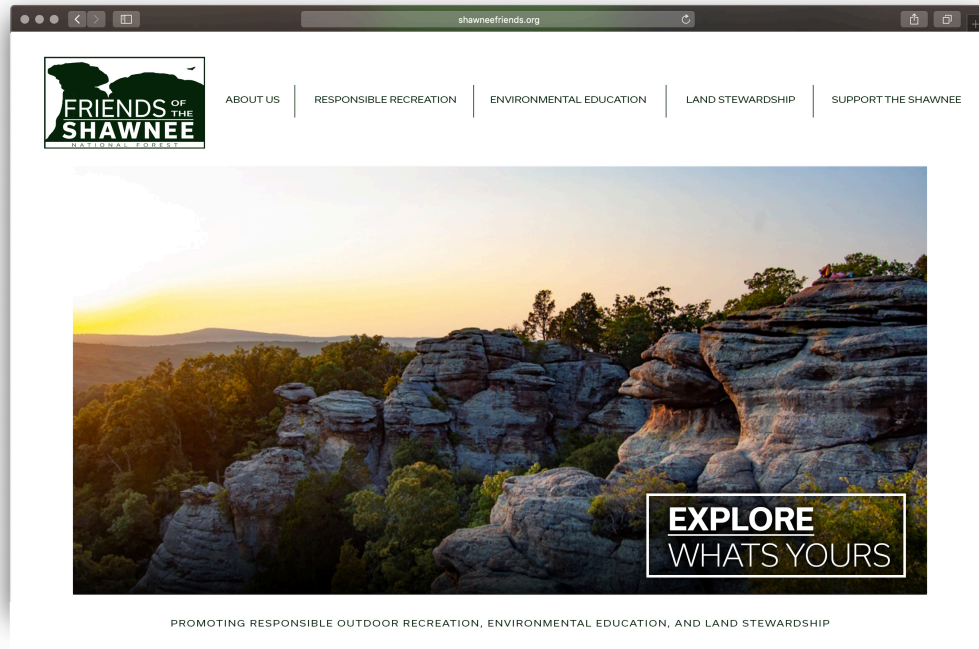 shawneefriends.org
FRIENDS OF THE
SHAWNEE
NATIONAL FOREST
ABOUT US
RESPONSIBLE RECREATION
ENVIRONMENTAL EDUCATION
LAND STEWARDSHIP
SUPPORT THE SHAWNEE
EXPLORE
WHATS YOURS
PROMOTING RESPONSIBLE OUTDOOR RECREATION, ENVIRONMENTAL EDUCATION, AND LAND STEWARDSHIP